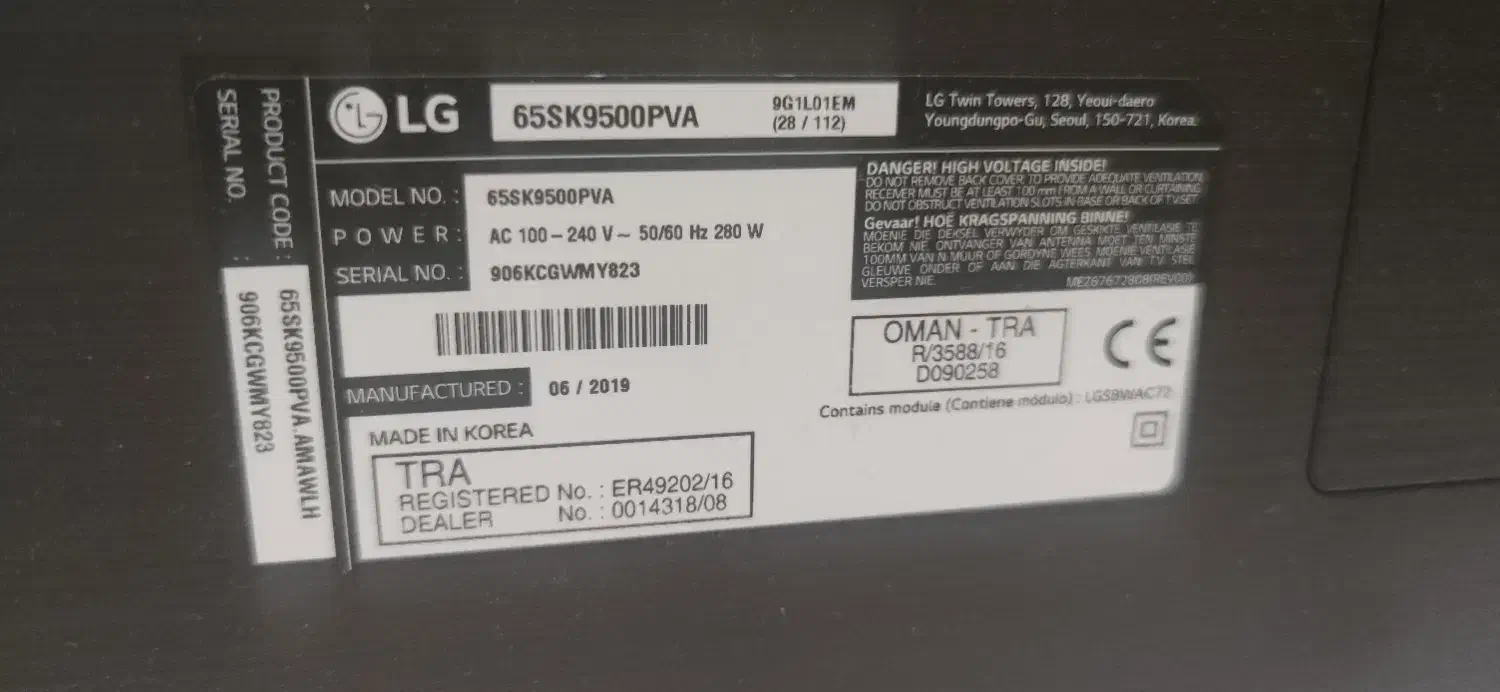 PRODUCT CODE : 65SK9500PVA.AMAWLH
SERIAL NO. : 906KCGWMY823
LG
65SK9500PVA
9G1L01EM
(28 / 112)
LG Twin Towers, 128, Yeoui-daero
Youngdungpo-Gu, Seoul, 150-721, Korea.
MODEL NO. : 65SK9500PVA
POWER : AC 100 – 240 V ~ 50/60 Hz 280 W
SERIAL NO. : 906KCGWMY823
MANUFACTURED : 06 / 2019
MADE IN KOREA
TRA
REGISTERED No. : ER49202/16
DEALER No. : 0014318/08
DANGER! HIGH VOLTAGE INSIDE!
DO NOT REMOVE BACK COVER TO PROVIDE ADEQUATE VENTILATION
RECEIVER MUST BE AT LEAST 100 mm FROM A WALL OR CURTAINING
DO NOT OBSTRUCT VENTILATION SLOTS IN BASE OR BACK OF TV SET.
Gevaar! HOË KRAGSPANNING BINNE!
MOENIE DIE DEKSEL VERWYDER OM GESKIKTE VENTILASIE TE
BEKOM NIE. ONTVANGER VAN ANTENNA MOET TEN MINSTE
100MM VAN N MUUR OF GORDYNE WEES. MOENIE VENTILASIE
GLEUWE ONDER OF AAN DIE AGTERKANT VAN T.V. STEL
VERSPER NIE.
OMAN - TRA
R/3588/16
D090258
CE
Contains module (Contiene módulo) : LGSBWAC72